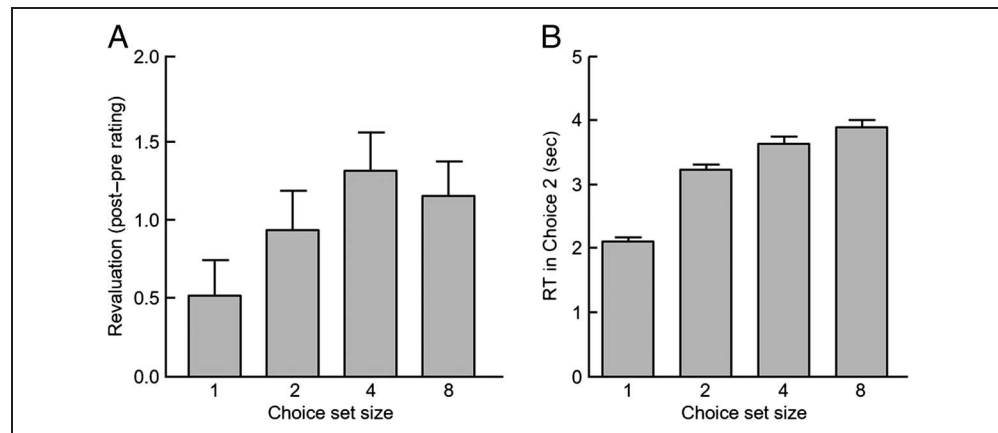 A
Revaluation (post–pre rating)
2.0
1.5
1.0
0.5
0.0
1 2 4 8
Choice set size
B
RT in Choice 2 (sec)
5
4
3
2
1
0
1 2 4 8
Choice set size